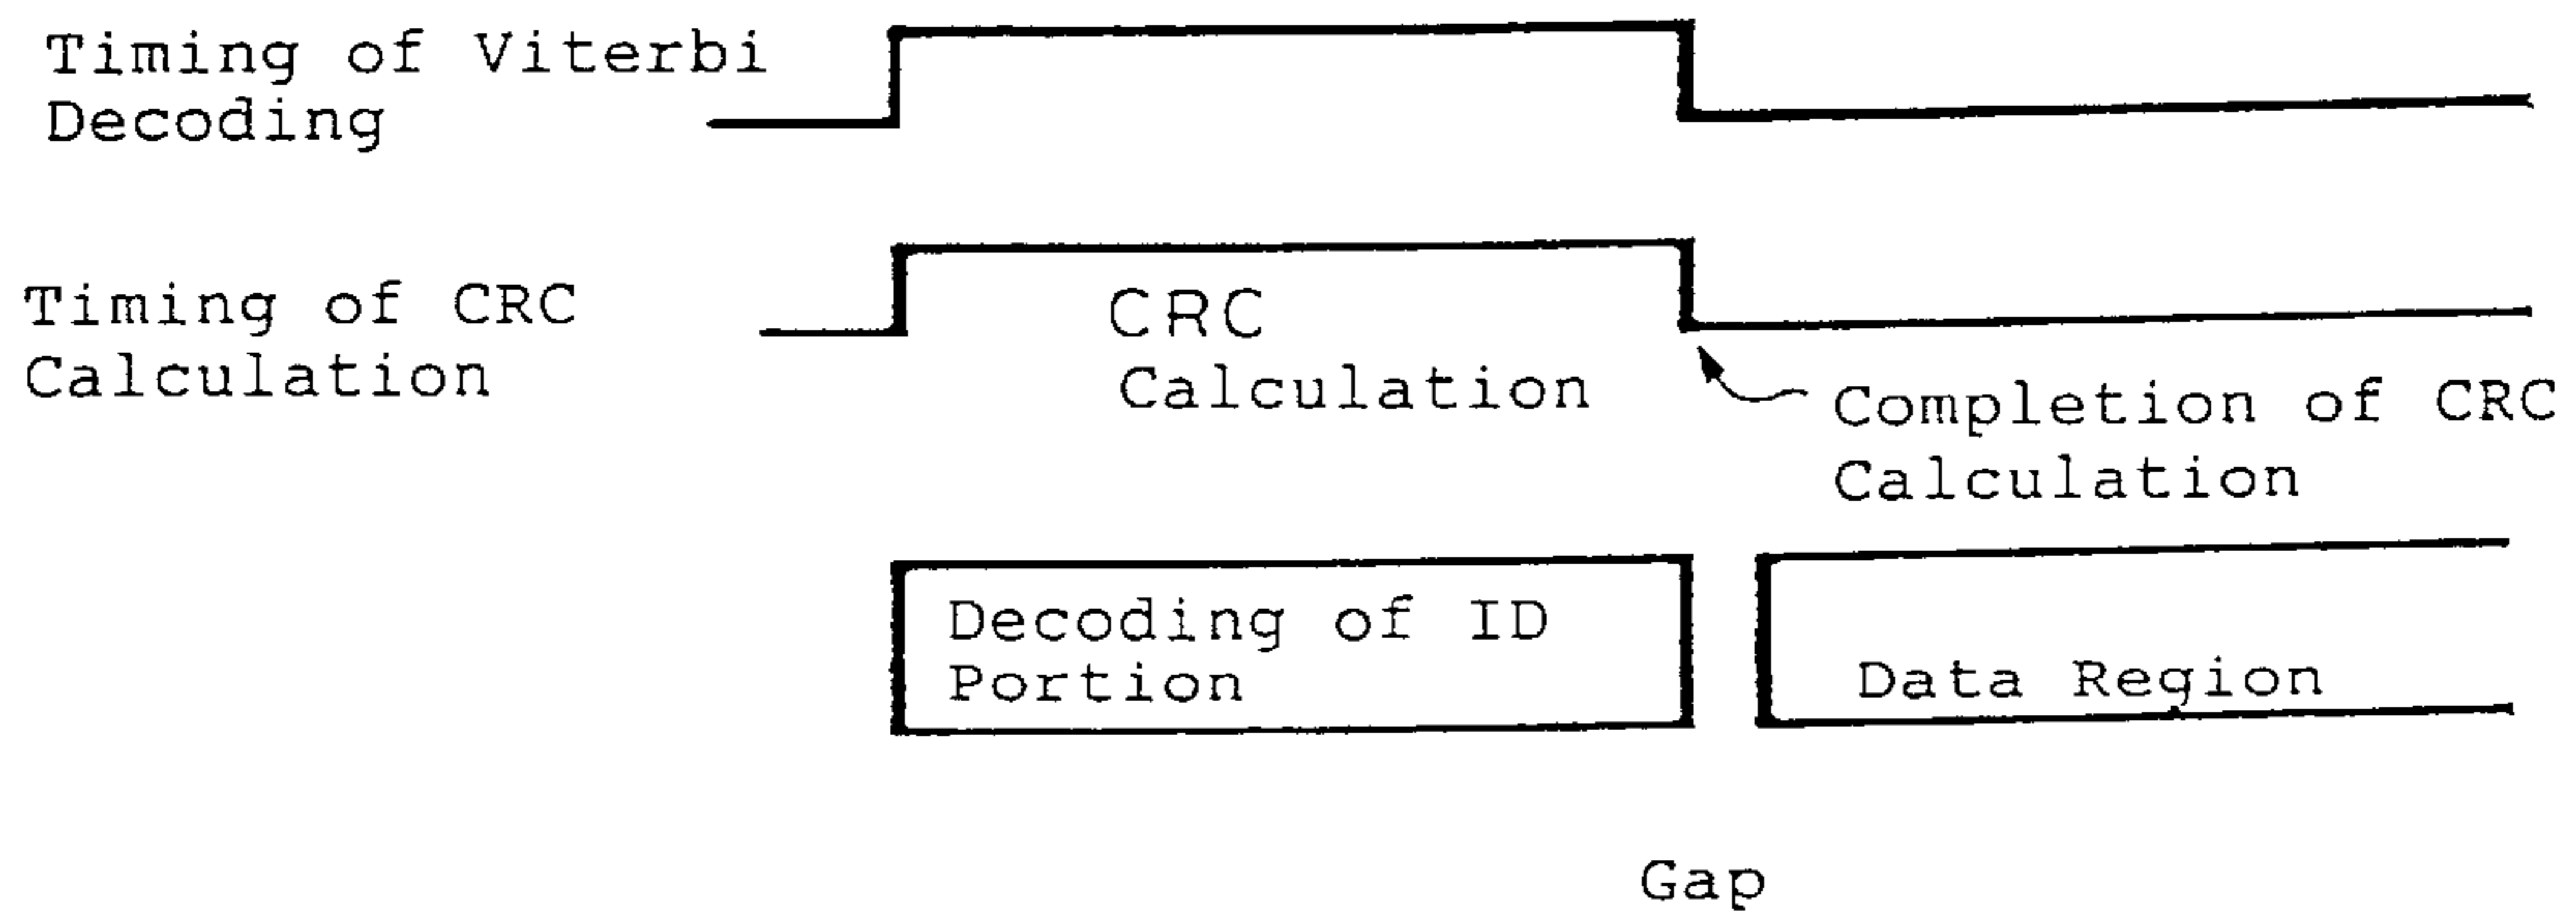 Timing of Viterbi
Decoding
Timing of CRC
Calculation
CRC
Calculation
Completion of CRC
Calculation
Decoding of ID
Portion
Data Region
Gap